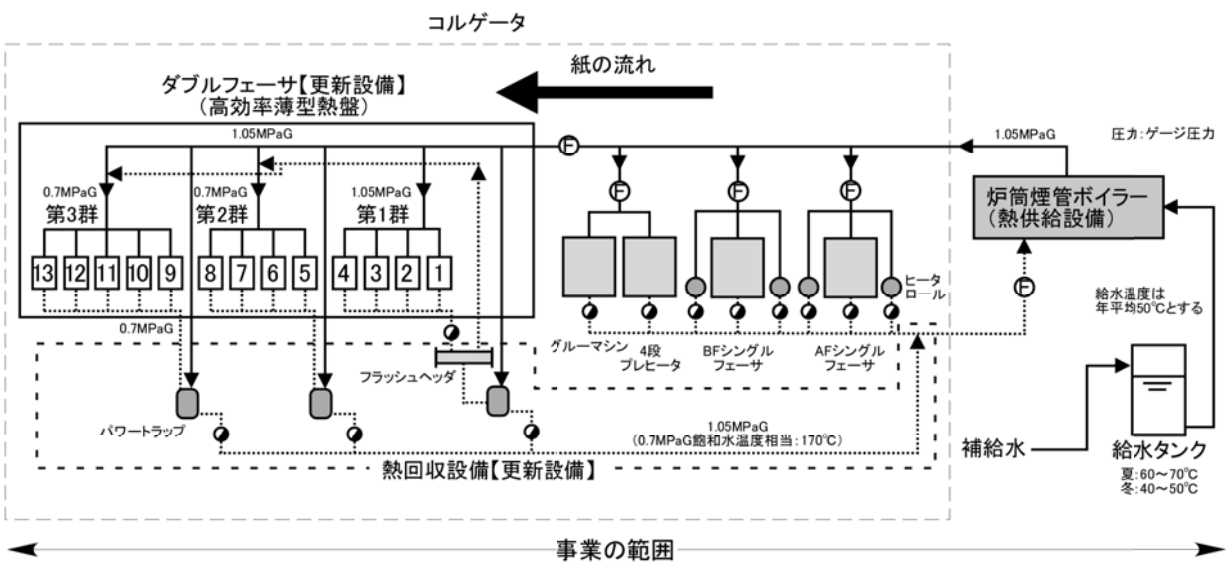 コルゲータ
紙の流れ
ダブルフェーサ【更新設備】
(高効率薄型熱盤)
1.05MPaG
1.05MPaG
圧力:ゲージ圧力
F
0.7MPaG
0.7MPaG
1.05MPaG
第3群
第2群
第1群
F
F
F
炉筒煙管ボイラー
(熱供給設備)
13
12
11
10
9
8
7
6
5
4
3
2
1
ヒータ
ロール
F
給水温度は
年平均50℃とする
0.7MPaG
グルーマシン
4段
プレヒータ
BFシングル
フェーサ
AFシングル
フェーサ
フラッシュヘッダ
パワートラップ
1.05MPaG
(0.7MPaG飽和水温度相当:170℃)
熱回収設備【更新設備】
補給水
給水タンク
夏:60～70℃
冬:40～50℃
事業の範囲